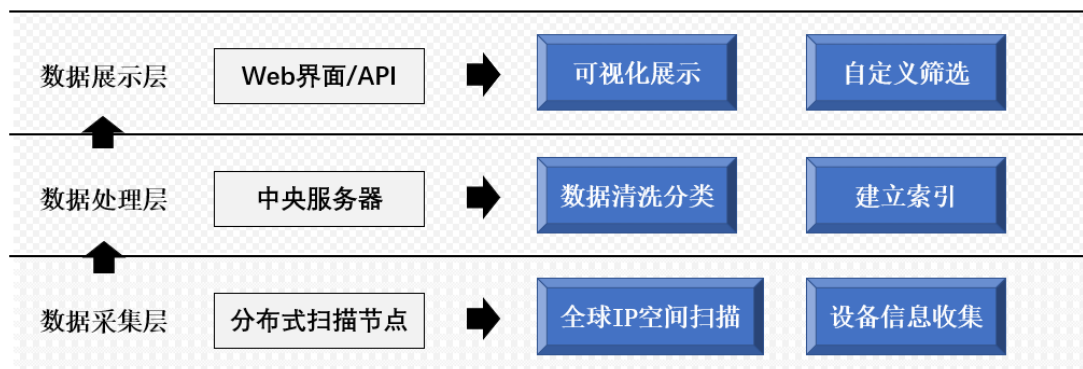 数据展示层 Web界面/API 可视化展示 自定义筛选
数据处理层 中央服务器 数据清洗分类 建立索引
数据采集层 分布式扫描节点 全球IP空间扫描 设备信息收集